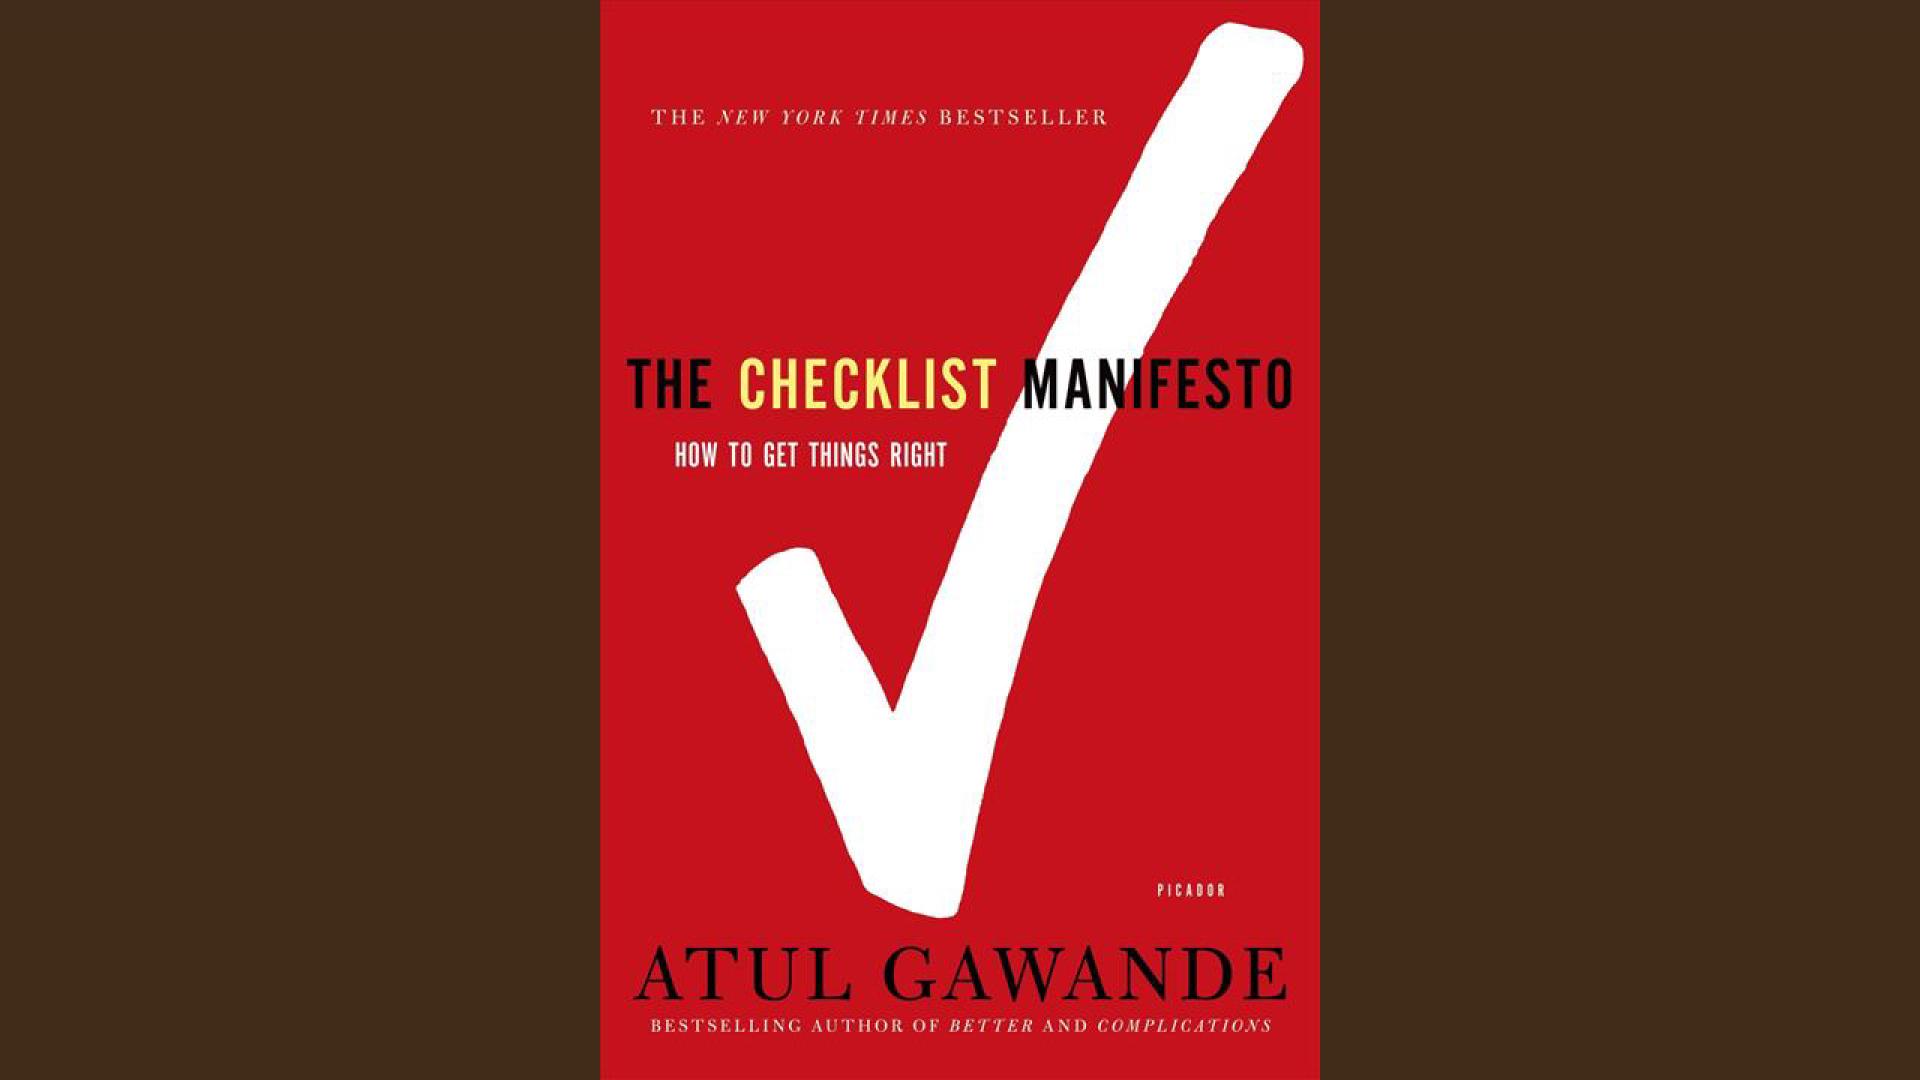 THE NEW YORK TIMES BESTSELLER
THE CHECKLIST MANIFESTO
HOW TO GET THINGS RIGHT
PICADOR
ATUL GAWANDE
BESTSELLING AUTHOR OF BETTER AND COMPLICATIONS